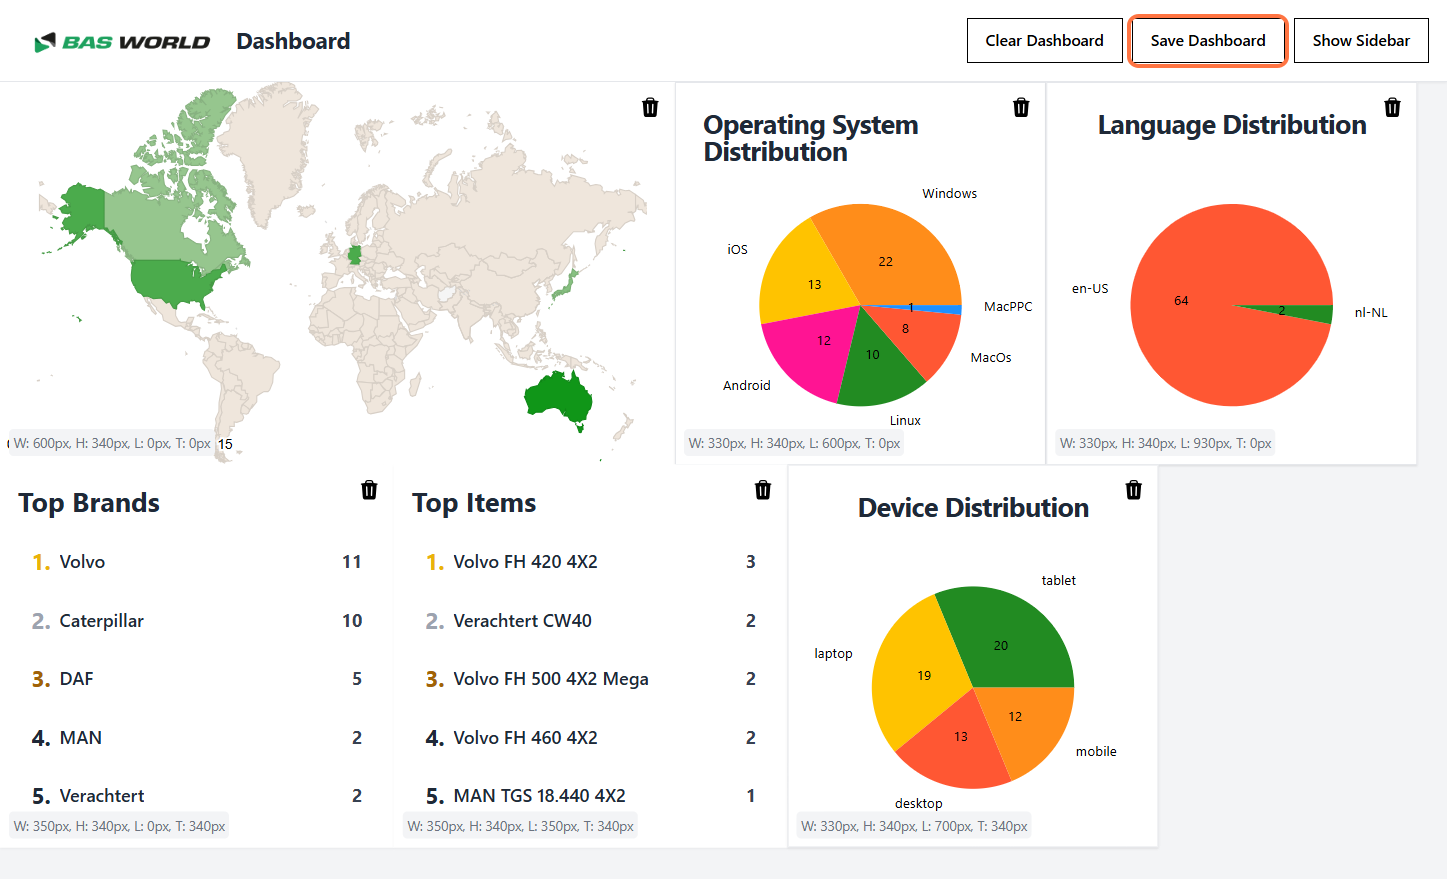 BAS WORLD
Dashboard
Clear Dashboard
Save Dashboard
Show Sidebar
W: 600px, H: 340px, L: 0px, T: 0px
15
Operating System
Distribution
Windows
iOS
22
13
1
MacPPC
8
12
10
MacOs
Android
Linux
W: 330px, H: 340px, L: 600px, T: 0px
Language Distribution
en-US
64
2
nl-NL
W: 330px, H: 340px, L: 930px, T: 0px
Top Brands
1. Volvo 11
2. Caterpillar 10
3. DAF 5
4. MAN 2
5. Verachtert 2
W: 350px, H: 340px, L: 0px, T: 340px
Top Items
1. Volvo FH 420 4X2 3
2. Verachtert CW40 2
3. Volvo FH 500 4X2 Mega 2
4. Volvo FH 460 4X2 2
5. MAN TGS 18.440 4X2 1
W: 350px, H: 340px, L: 350px, T: 340px
Device Distribution
tablet
20
laptop
19
12
13
mobile
desktop
W: 330px, H: 340px, L: 700px, T: 340px